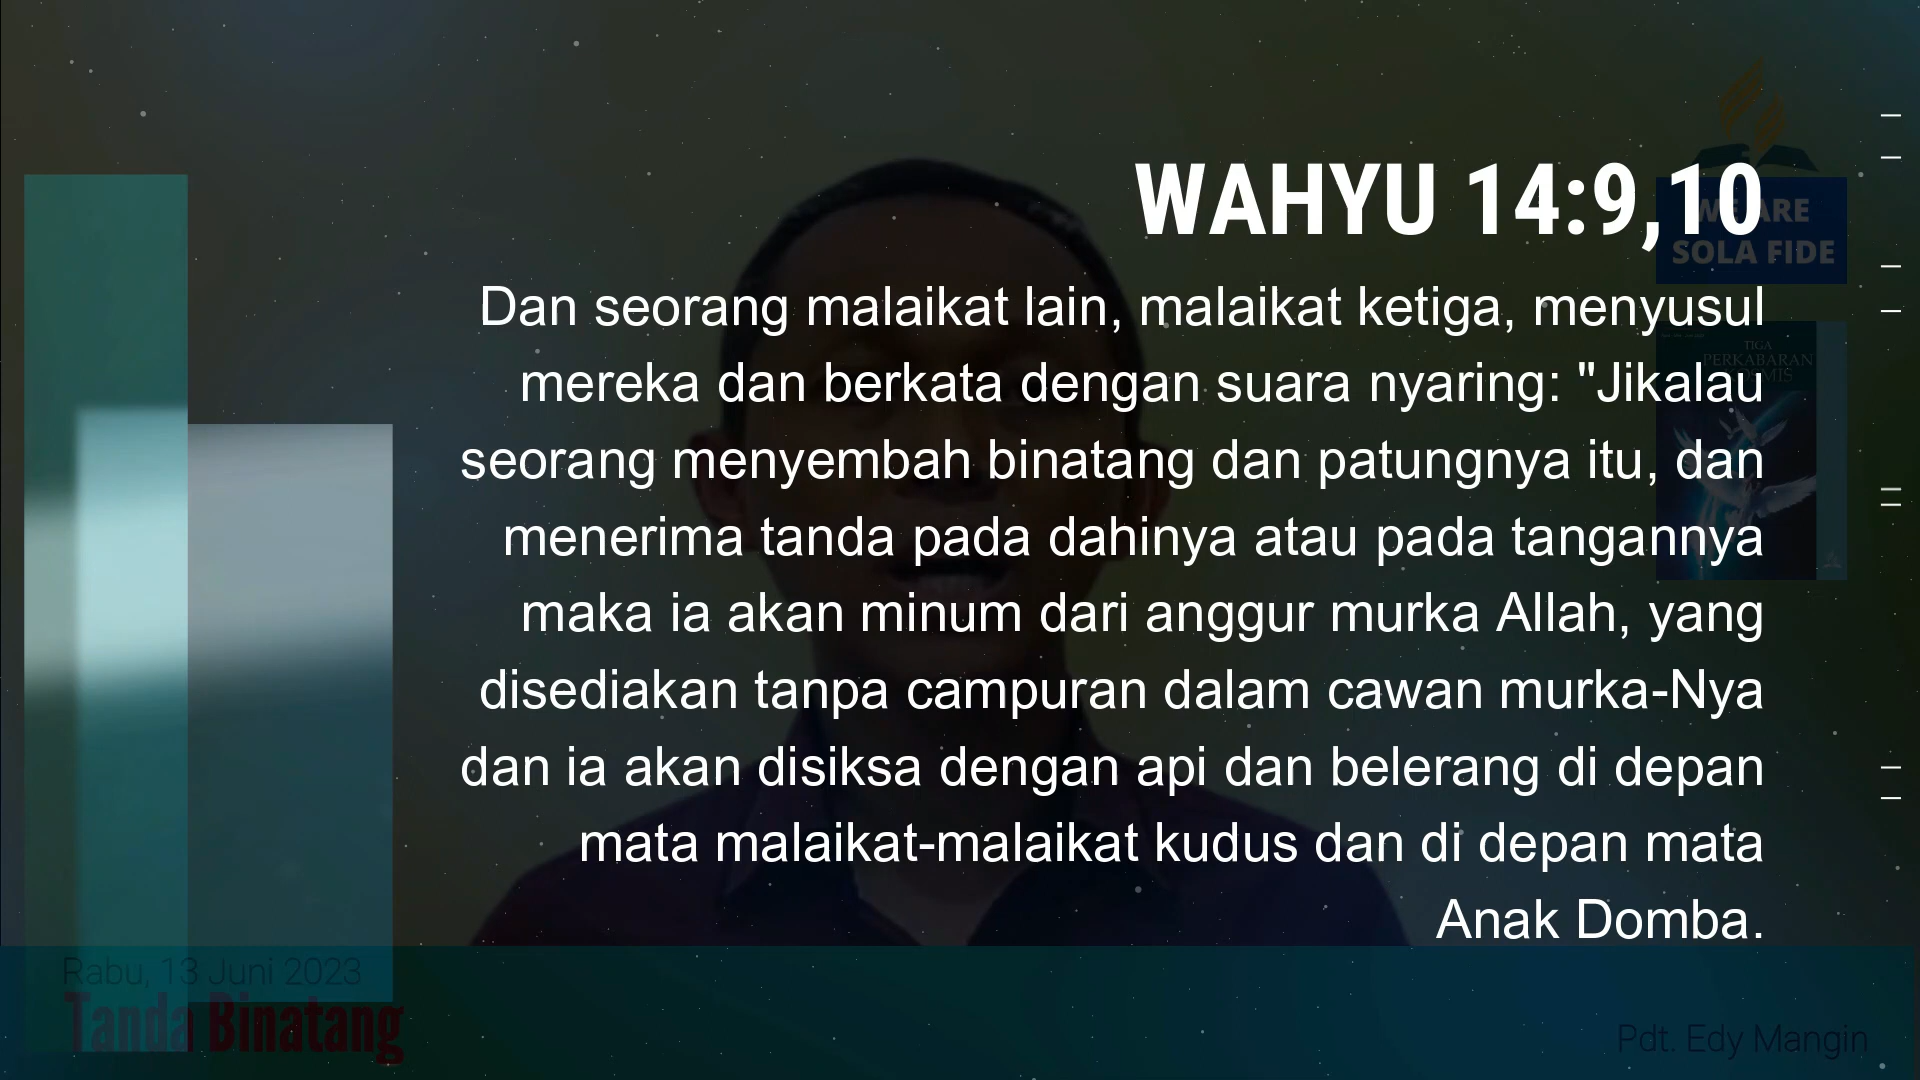 WAHYU 14:9,10
WE ARE
SOLA FIDE
Dan seorang malaikat lain, malaikat ketiga, menyusul
mereka dan berkata dengan suara nyaring: "Jikalau
seorang menyembah binatang dan patungnya itu, dan
menerima tanda pada dahinya atau pada tangannya
maka ia akan minum dari anggur murka Allah, yang
disediakan tanpa campuran dalam cawan murka-Nya
dan ia akan disiksa dengan api dan belerang di depan
mata malaikat-malaikat kudus dan di depan mata
Anak Domba.
TIGA
PERKABARAN
Rabu, 13 Juni 2023
Tanda Binatang
Pdt. Edy Mangin